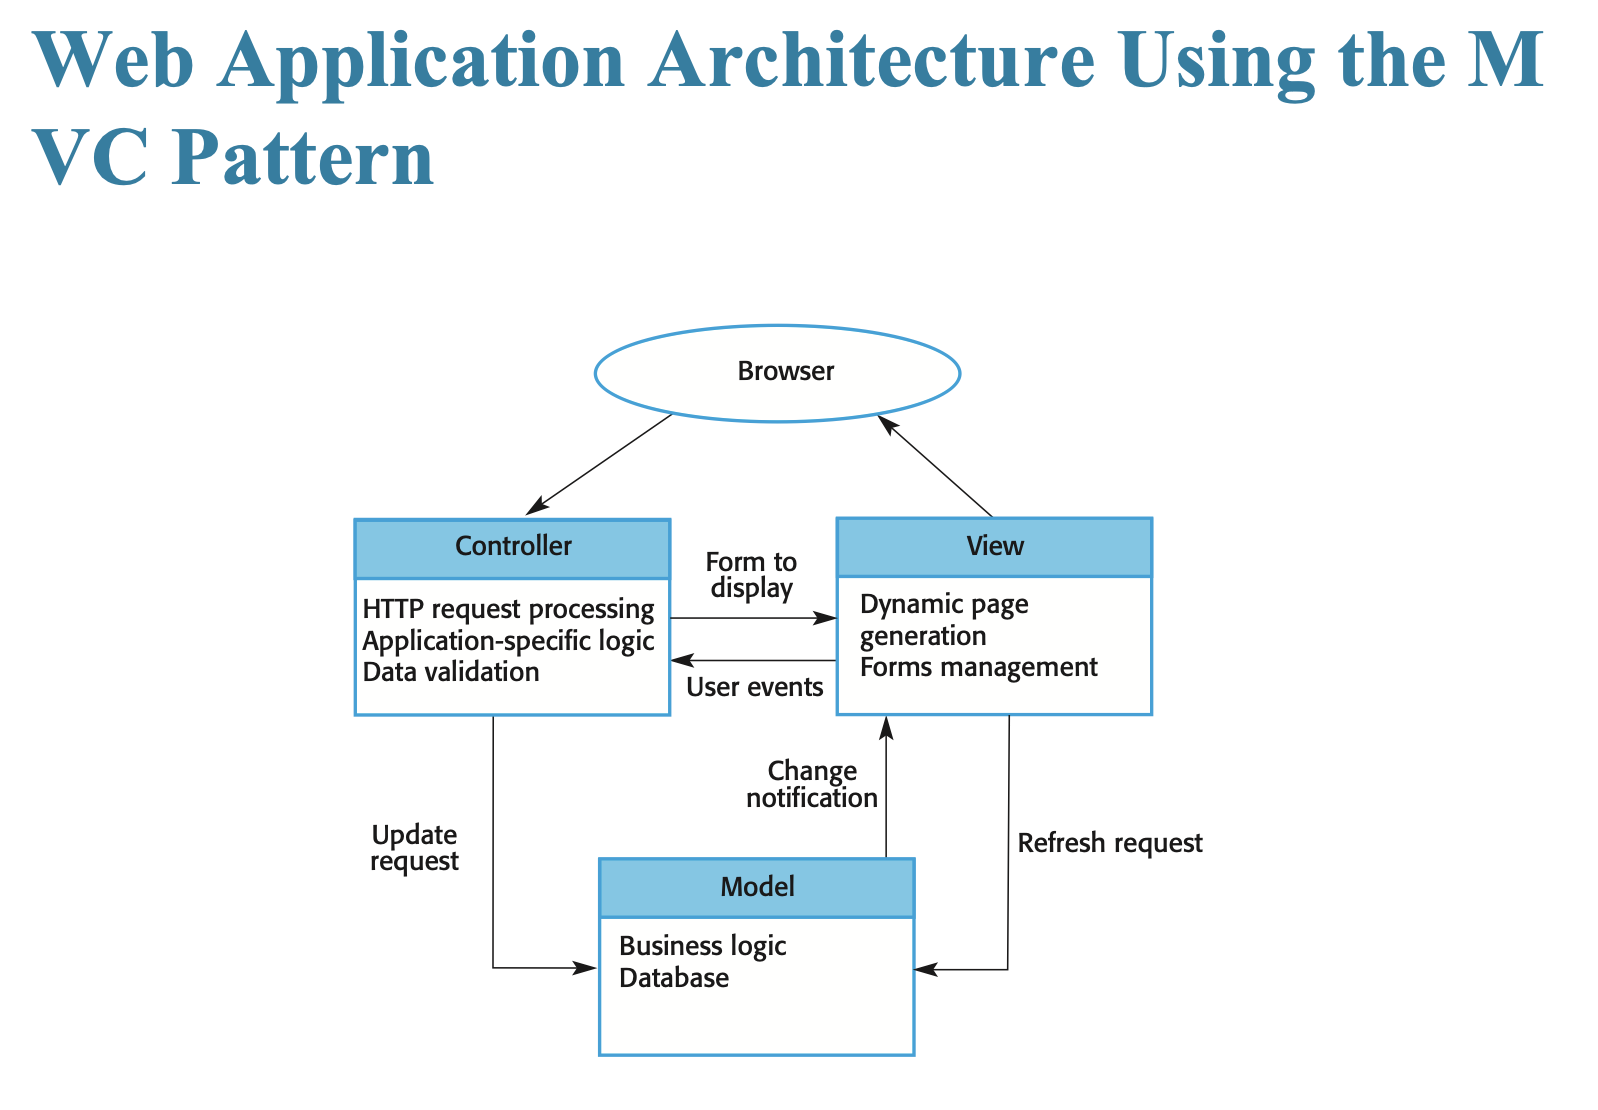 Web Application Architecture Using the M
VC Pattern
Browser
Controller
HTTP request processing
Application-specific logic
Data validation
Form to
display
User events
View
Dynamic page
generation
Forms management
Update
request
Change
notification
Refresh request
Model
Business logic
Database